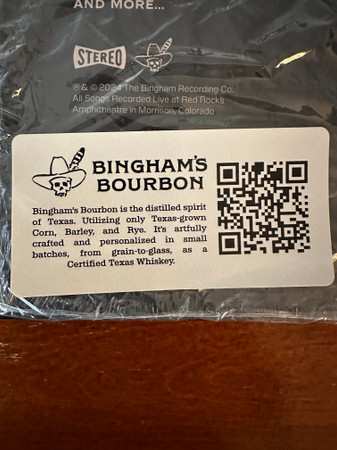 AND MORE...
STEREO
℗ & © 2024 The Bingham Recording Co.
All Songs Recorded Live at Red Rocks
Amphitheatre in Morrison, Colorado
BINGHAM'S
BOURBON
Bingham's Bourbon is the distilled spirit
of Texas. Utilizing only Texas-grown
Corn, Barley, and Rye. It's artfully
crafted and personalized in small
batches, from grain-to-glass, as a
Certified Texas Whiskey.